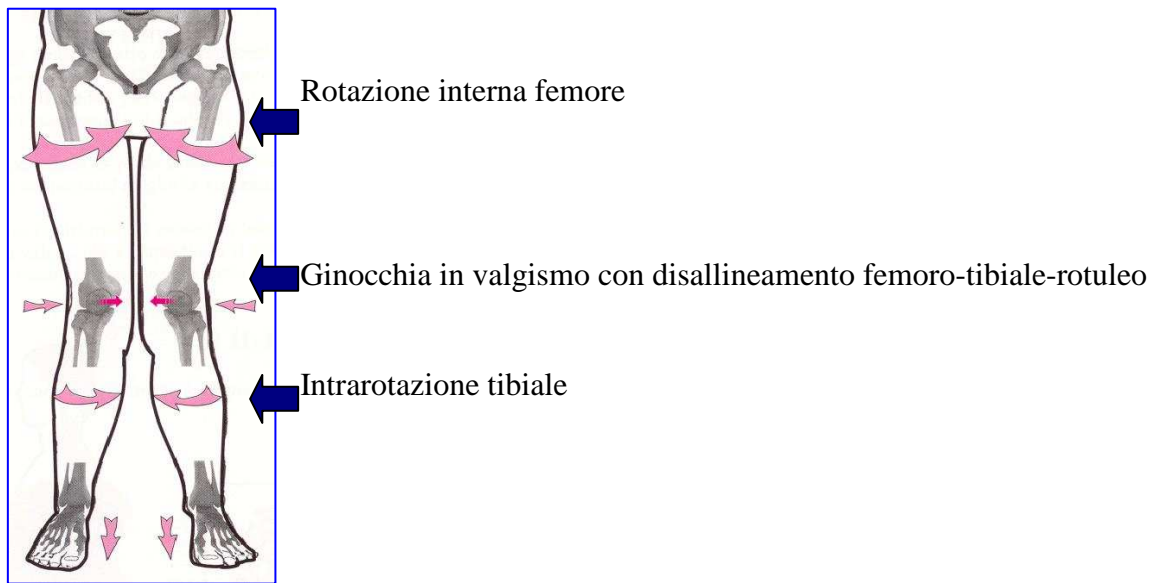 Rotazione interna femore
Ginocchia in valgismo con disallineamento femoro-tibiale-rotuleo
Intrarotazione tibiale